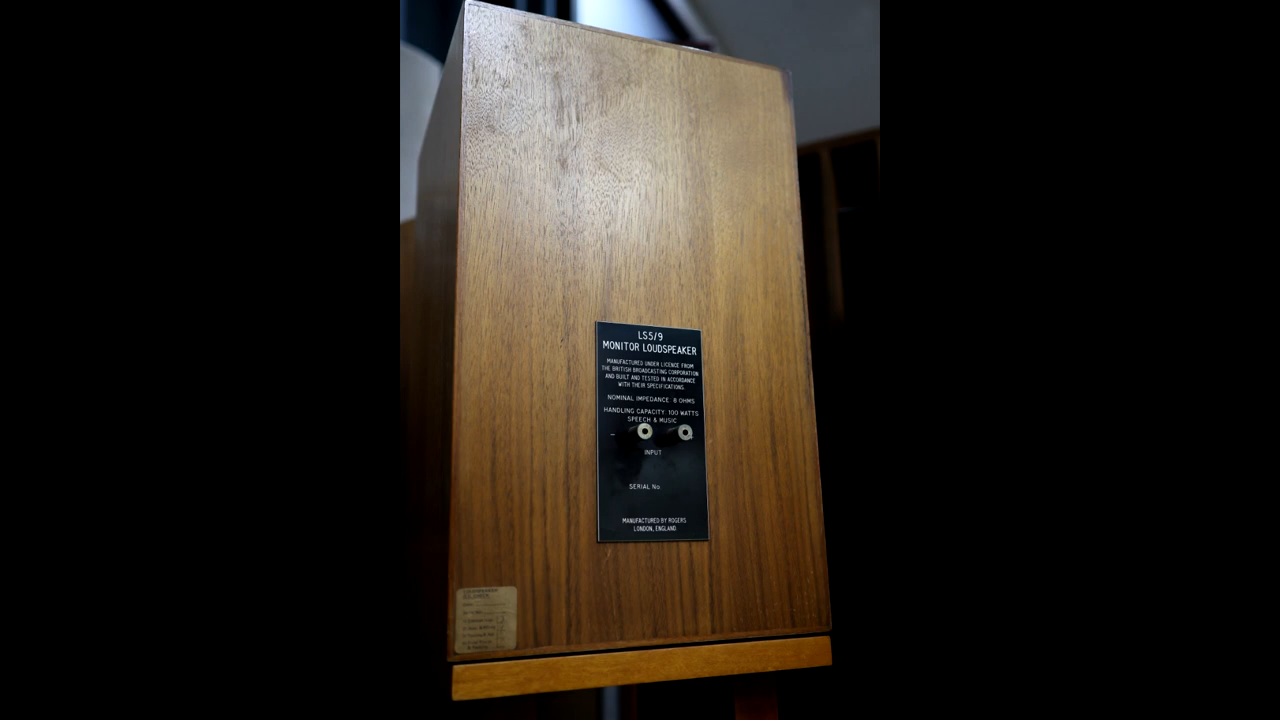 LS5/9
MONITOR LOUDSPEAKER
MANUFACTURED UNDER LICENCE FROM
THE BRITISH BROADCASTING CORPORATION
AND BUILT AND TESTED IN ACCORDANCE
WITH THEIR SPECIFICATIONS.
NOMINAL IMPEDANCE 8 OHMS
HANDLING CAPACITY 100 WATTS
SPEECH & MUSIC
- +
INPUT
SERIAL No
MANUFACTURED BY ROGERS
LONDON, ENGLAND